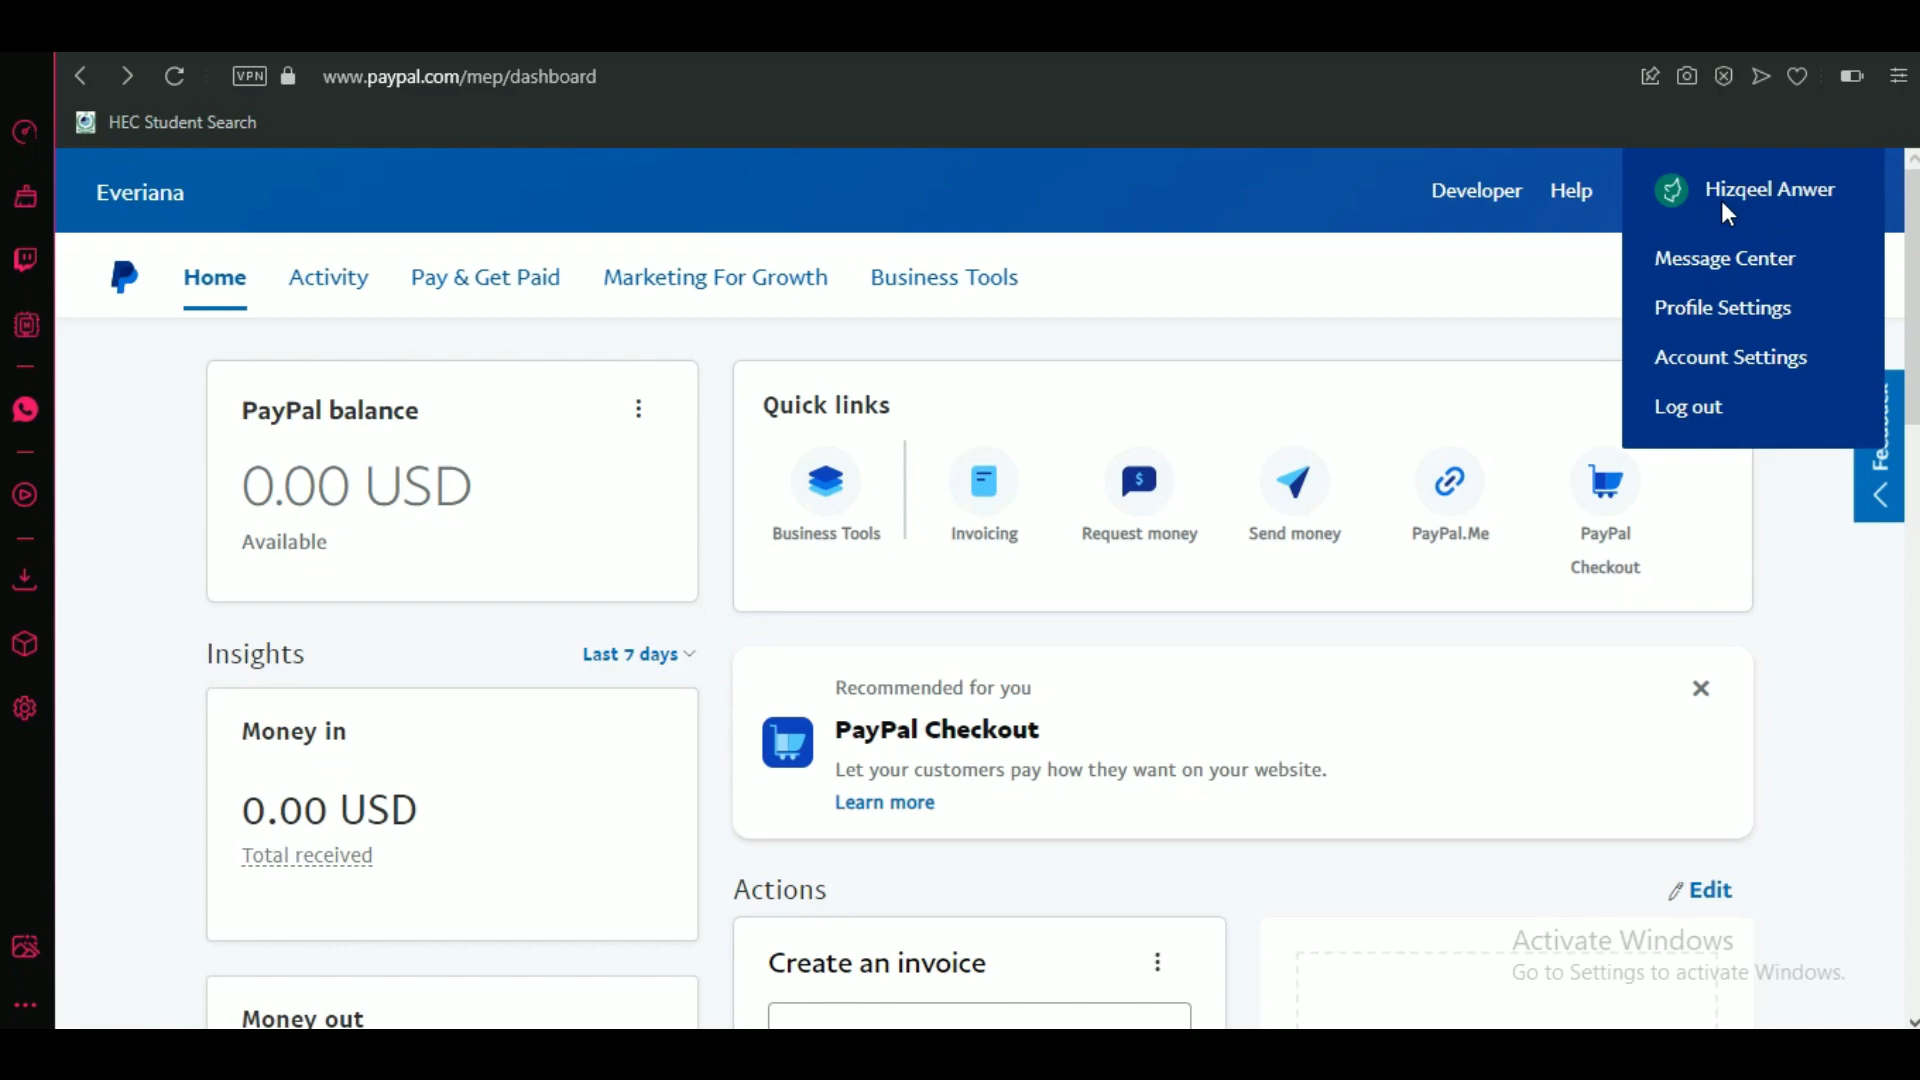 VPN
www.paypal.com/mep/dashboard
HEC Student Search
Everiana
Developer
Help
Hizqeel Anwer
Message Center
Profile Settings
Account Settings
Log out
Home
Activity
Pay & Get Paid
Marketing For Growth
Business Tools
PayPal balance
0.00 USD
Available
Quick links
Business Tools
Invoicing
Request money
Send money
PayPal.Me
PayPal
Checkout
Insights
Last 7 days
Money in
0.00 USD
Total received
Money out
Recommended for you
PayPal Checkout
Let your customers pay how they want on your website.
Learn more
Actions
Edit
Create an invoice
Activate Windows
Go to Settings to activate Windows.